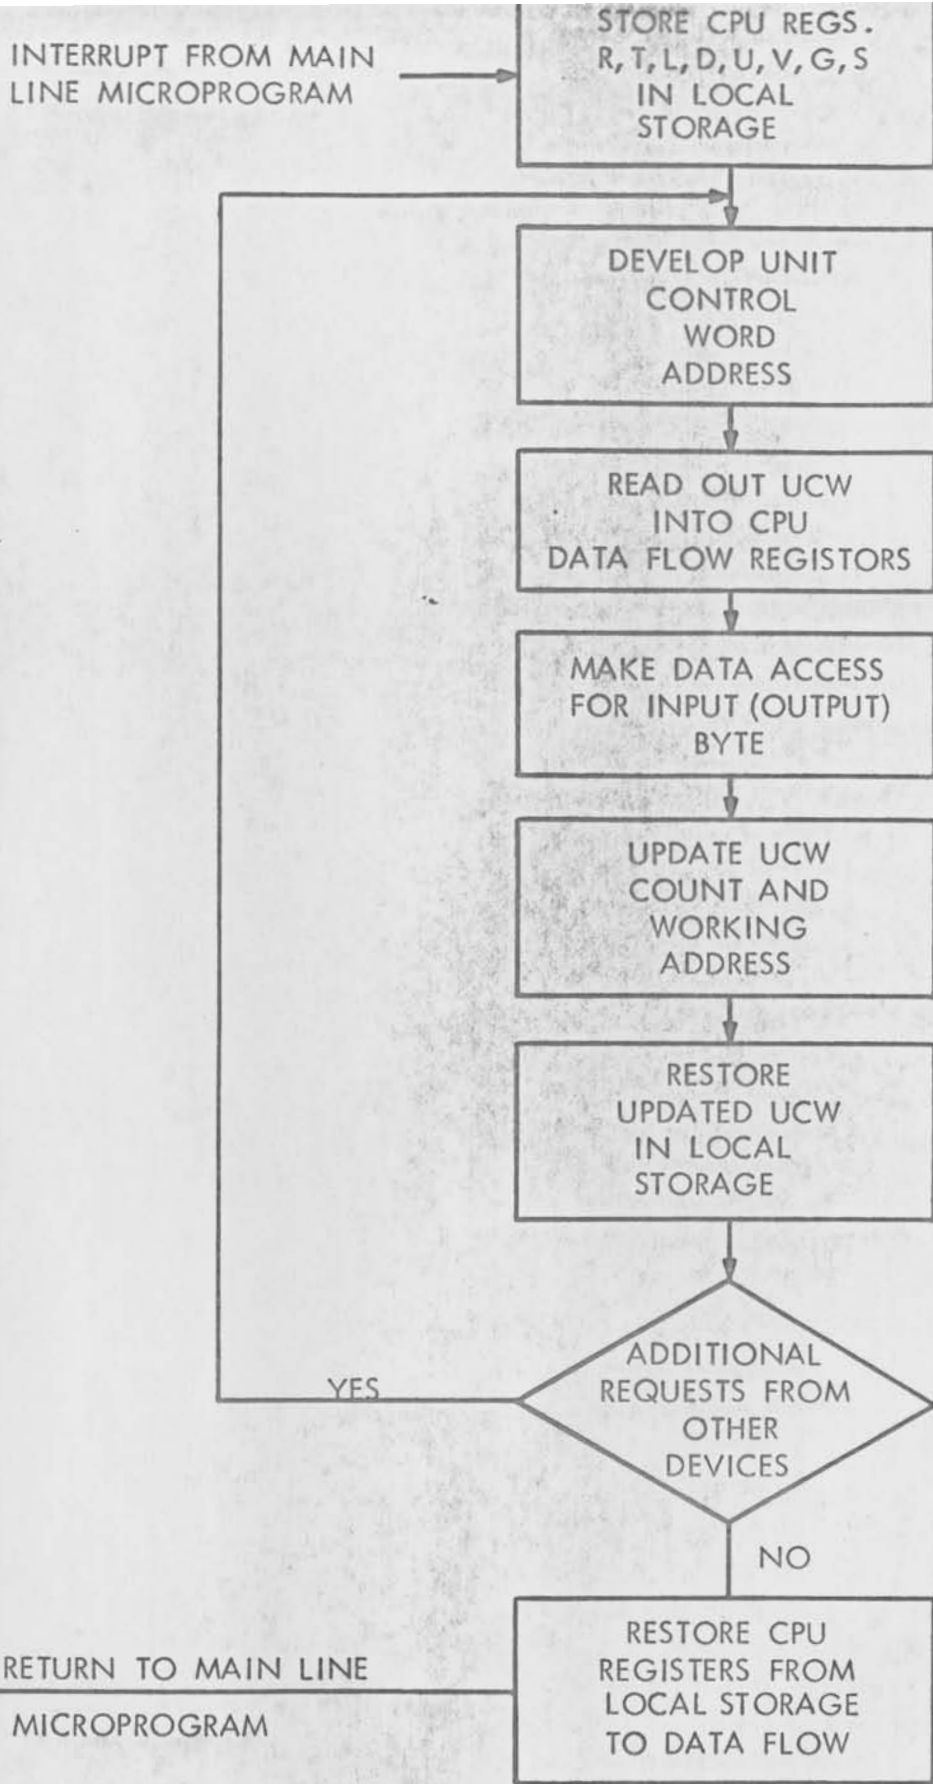 INTERRUPT FROM MAIN
LINE MICROPROGRAM
STORE CPU REGS.
R, T, L, D, U, V, G, S
IN LOCAL
STORAGE
DEVELOP UNIT
CONTROL
WORD
ADDRESS
READ OUT UCW
INTO CPU
DATA FLOW REGISTORS
MAKE DATA ACCESS
FOR INPUT (OUTPUT)
BYTE
UPDATE UCW
COUNT AND
WORKING
ADDRESS
RESTORE
UPDATED UCW
IN LOCAL
STORAGE
ADDITIONAL
REQUESTS FROM
OTHER
DEVICES
YES
NO
RESTORE CPU
REGISTERS FROM
LOCAL STORAGE
TO DATA FLOW
RETURN TO MAIN LINE
MICROPROGRAM